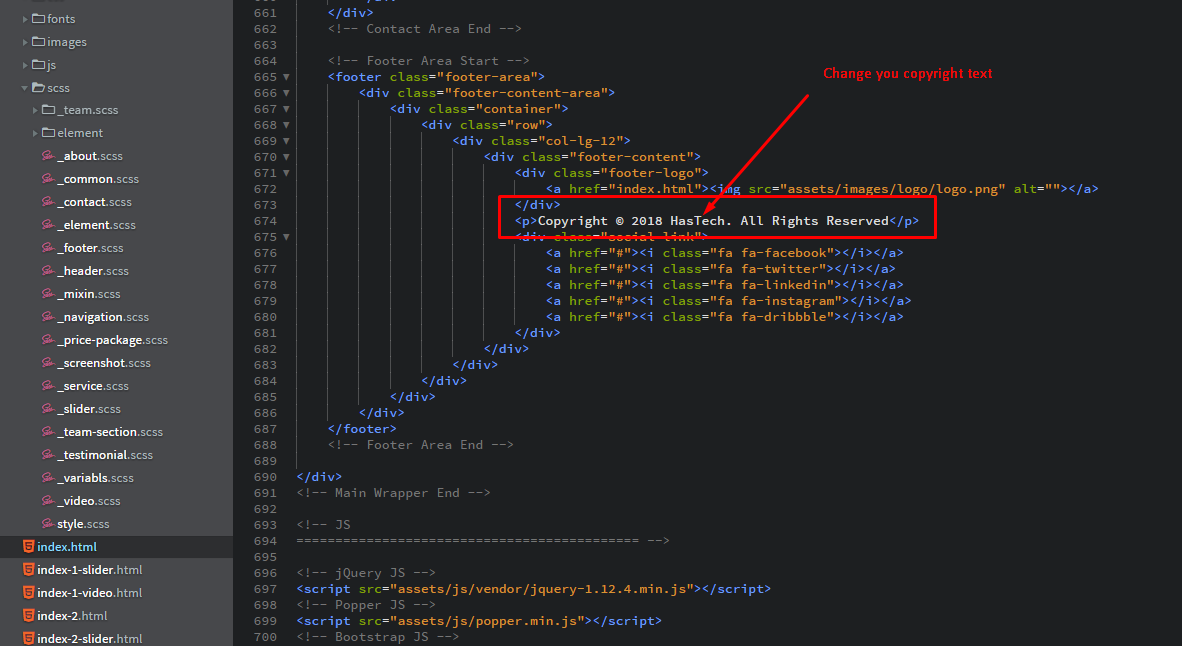 fonts
images
js
scss
_team.scss
element
_about.scss
_common.scss
_contact.scss
_element.scss
_footer.scss
_header.scss
_mixin.scss
_navigation.scss
_price-package.scss
_screenshot.scss
_service.scss
_slider.scss
_team-section.scss
_testimonial.scss
_variabls.scss
_video.scss
style.scss
index.html
index-1-slider.html
index-1-video.html
index-2.html
index-2-slider.html
661 </div>
662 <!-- Contact Area End -->
663
664 <!-- Footer Area Start -->
665 <footer class="footer-area">
666 <div class="footer-content-area">
667 <div class="container">
668 <div class="row">
669 <div class="col-lg-12">
670 <div class="footer-content">
671 <div class="footer-logo">
672 <a href="index.html"><img src="assets/images/logo/logo.png" alt=""></a>
673 </div>
674 <p>Copyright © 2018 HasTech. All Rights Reserved</p>
675 <div class="social-link">
676 <a href="#"><i class="fa fa-facebook"></i></a>
677 <a href="#"><i class="fa fa-twitter"></i></a>
678 <a href="#"><i class="fa fa-linkedin"></i></a>
679 <a href="#"><i class="fa fa-instagram"></i></a>
680 <a href="#"><i class="fa fa-dribbble"></i></a>
681 </div>
682 </div>
683 </div>
684 </div>
685 </div>
686 </div>
687 </footer>
688 <!-- Footer Area End -->
689
690 </div>
691 <!-- Main Wrapper End -->
692
693 <!-- JS
694 ============================================ -->
695
696 <!-- jQuery JS -->
697 <script src="assets/js/vendor/jquery-1.12.4.min.js"></script>
698 <!-- Popper JS -->
699 <script src="assets/js/popper.min.js"></script>
700 <!-- Bootstrap JS -->
Change you copyright text